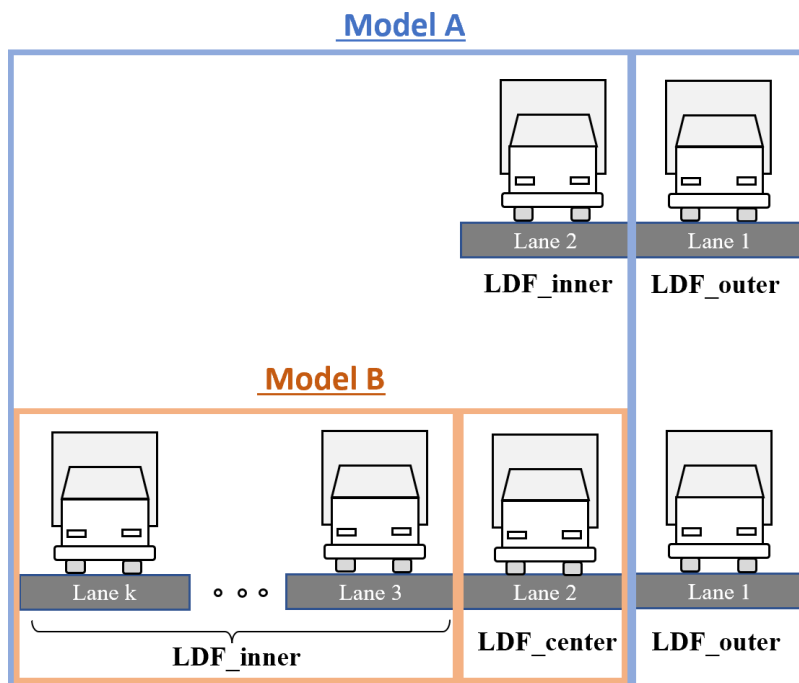 Model A
Lane 2
Lane 1
LDF_inner
LDF_outer
Model B
Lane k
Lane 3
Lane 2
Lane 1
LDF_inner
LDF_center
LDF_outer